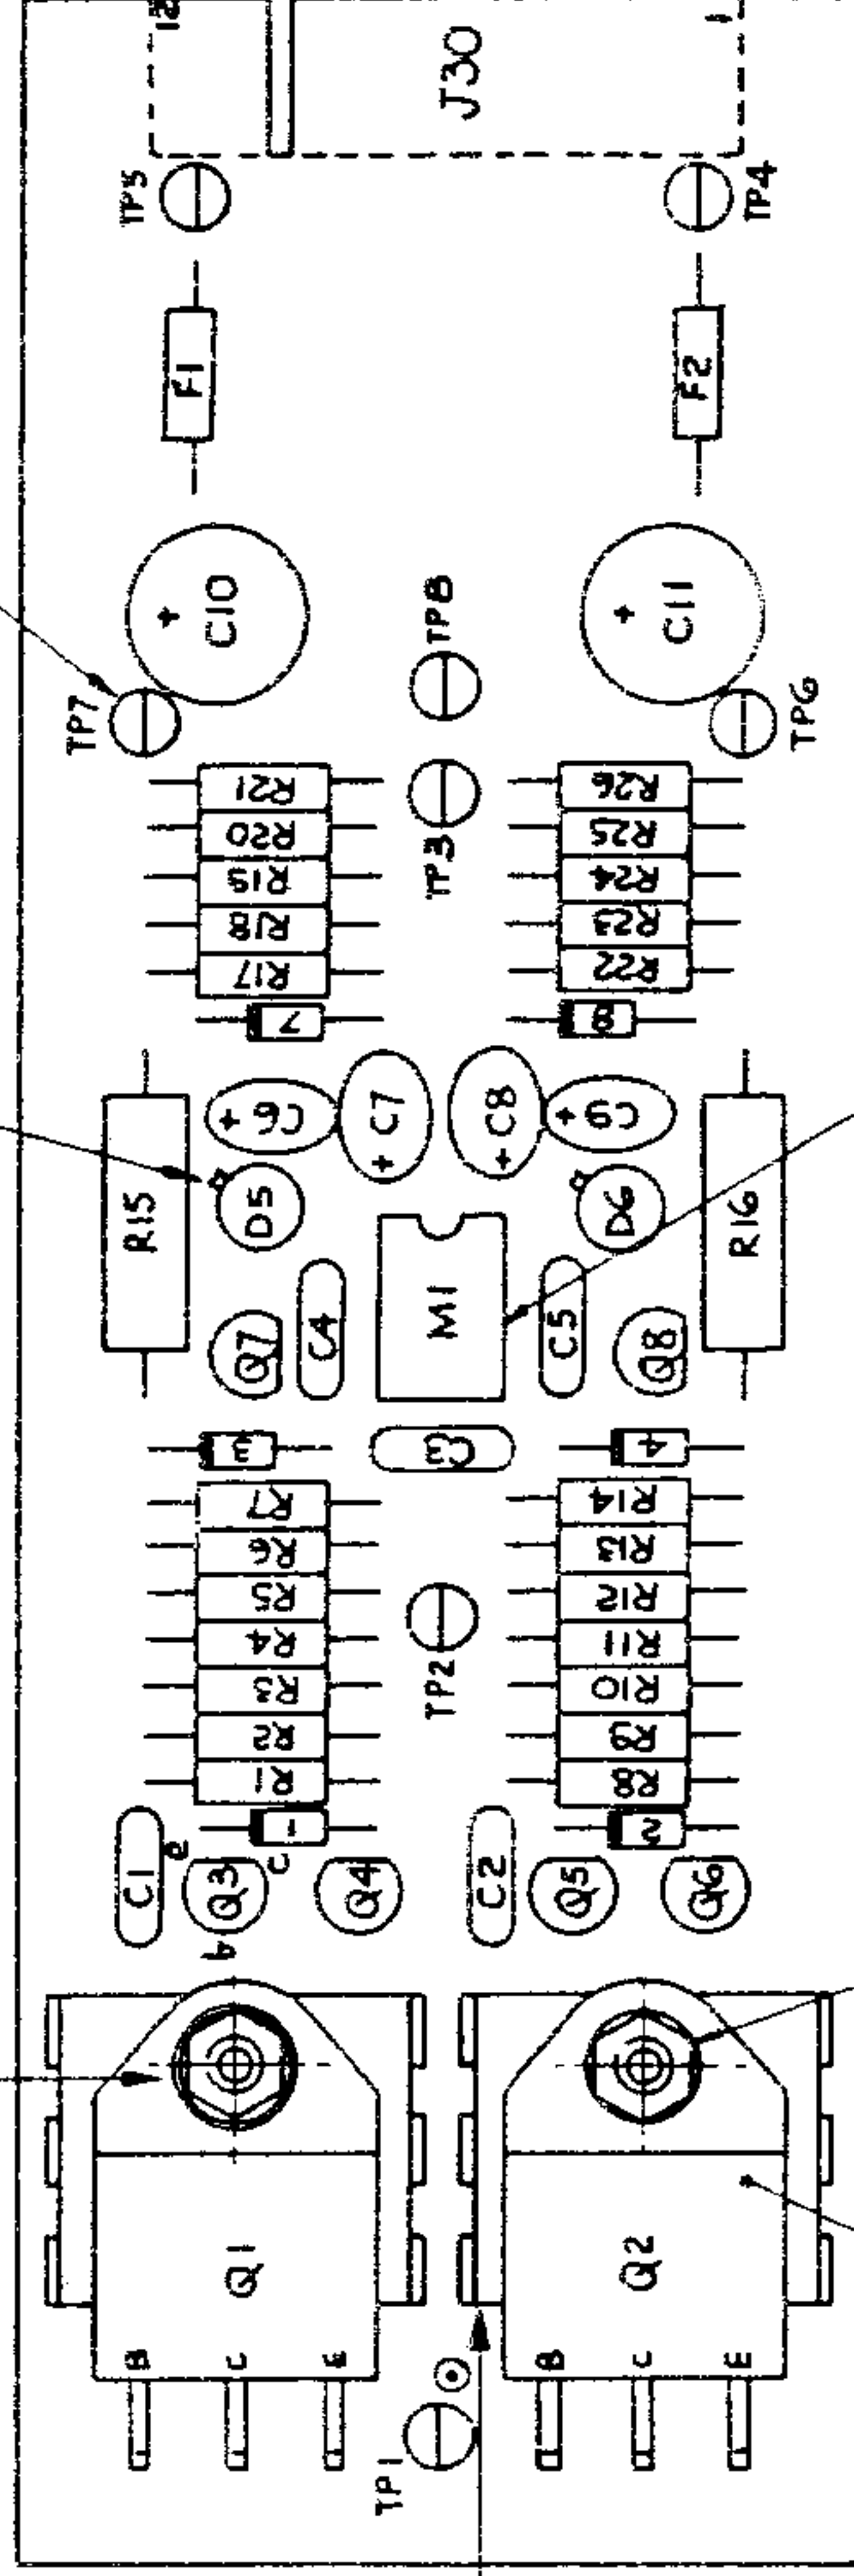 12
1
J30
TP5
TP4
F1
F2
+ C10
+ C11
TP8
TP7
TP6
R21
R26
TP3
R20
R25
R19
R24
R18
R23
R17
R22
7
8
+ C6
+ C7
+ C8
+ C9
R15
D5
D6
R16
M1
Q7
C4
C5
Q8
3
C3
4
R7
R14
R6
R13
R5
R12
R4
R11
TP2
R3
R10
R2
R9
R1
R8
1
2
C1
e
Q3
c
Q4
C2
Q5
Q6
b
Q1
Q2
B
C
E
B
C
E
TP1